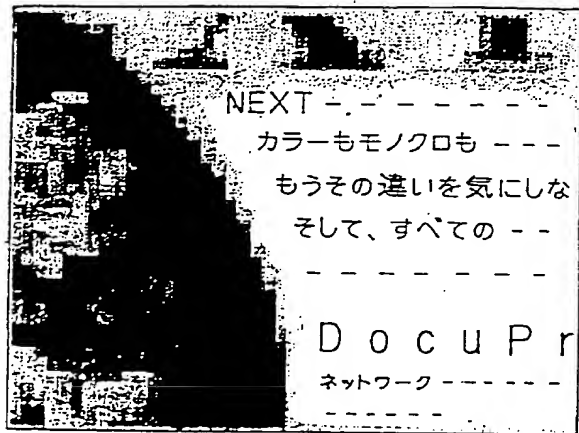 NEXT - - - - - - - -
カラーもモノクロも - - -
もうその違いを気にしな
そして、すべての - -
- - - - - - -
DocuPr
ネットワーク - - - - - -
- - - - - -